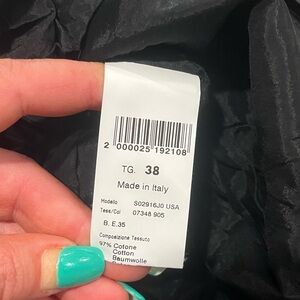 2 000025 192108
TG. 38
Made in Italy
Modello S02916J0 USA
Tess/Col 07348 905
B. E.35
Composizione Tessuto
97% Cotone
Cotton
Baumwolle